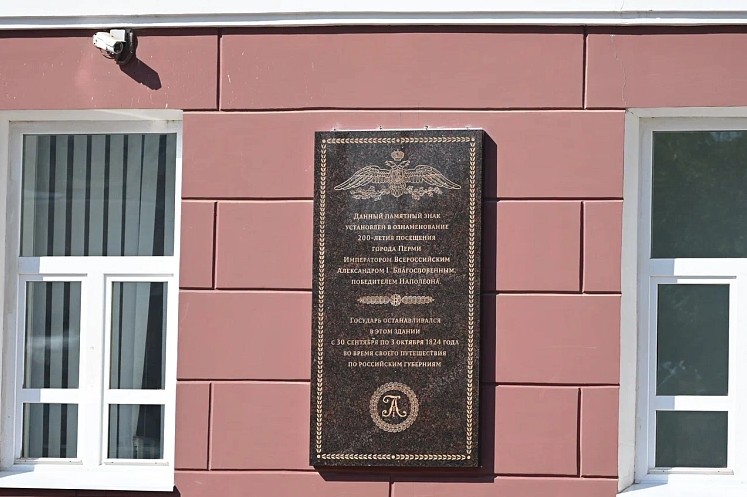 Данный памятный знак
установлен в ознаменование
200-летия посещения
города Перми
Императором Всероссийским
Александром I Благословенным,
победителем Наполеона.
Государь останавливался
в этом здании
с 30 сентября по 3 октября 1824 года
во время своего путешествия
по российским губерниям